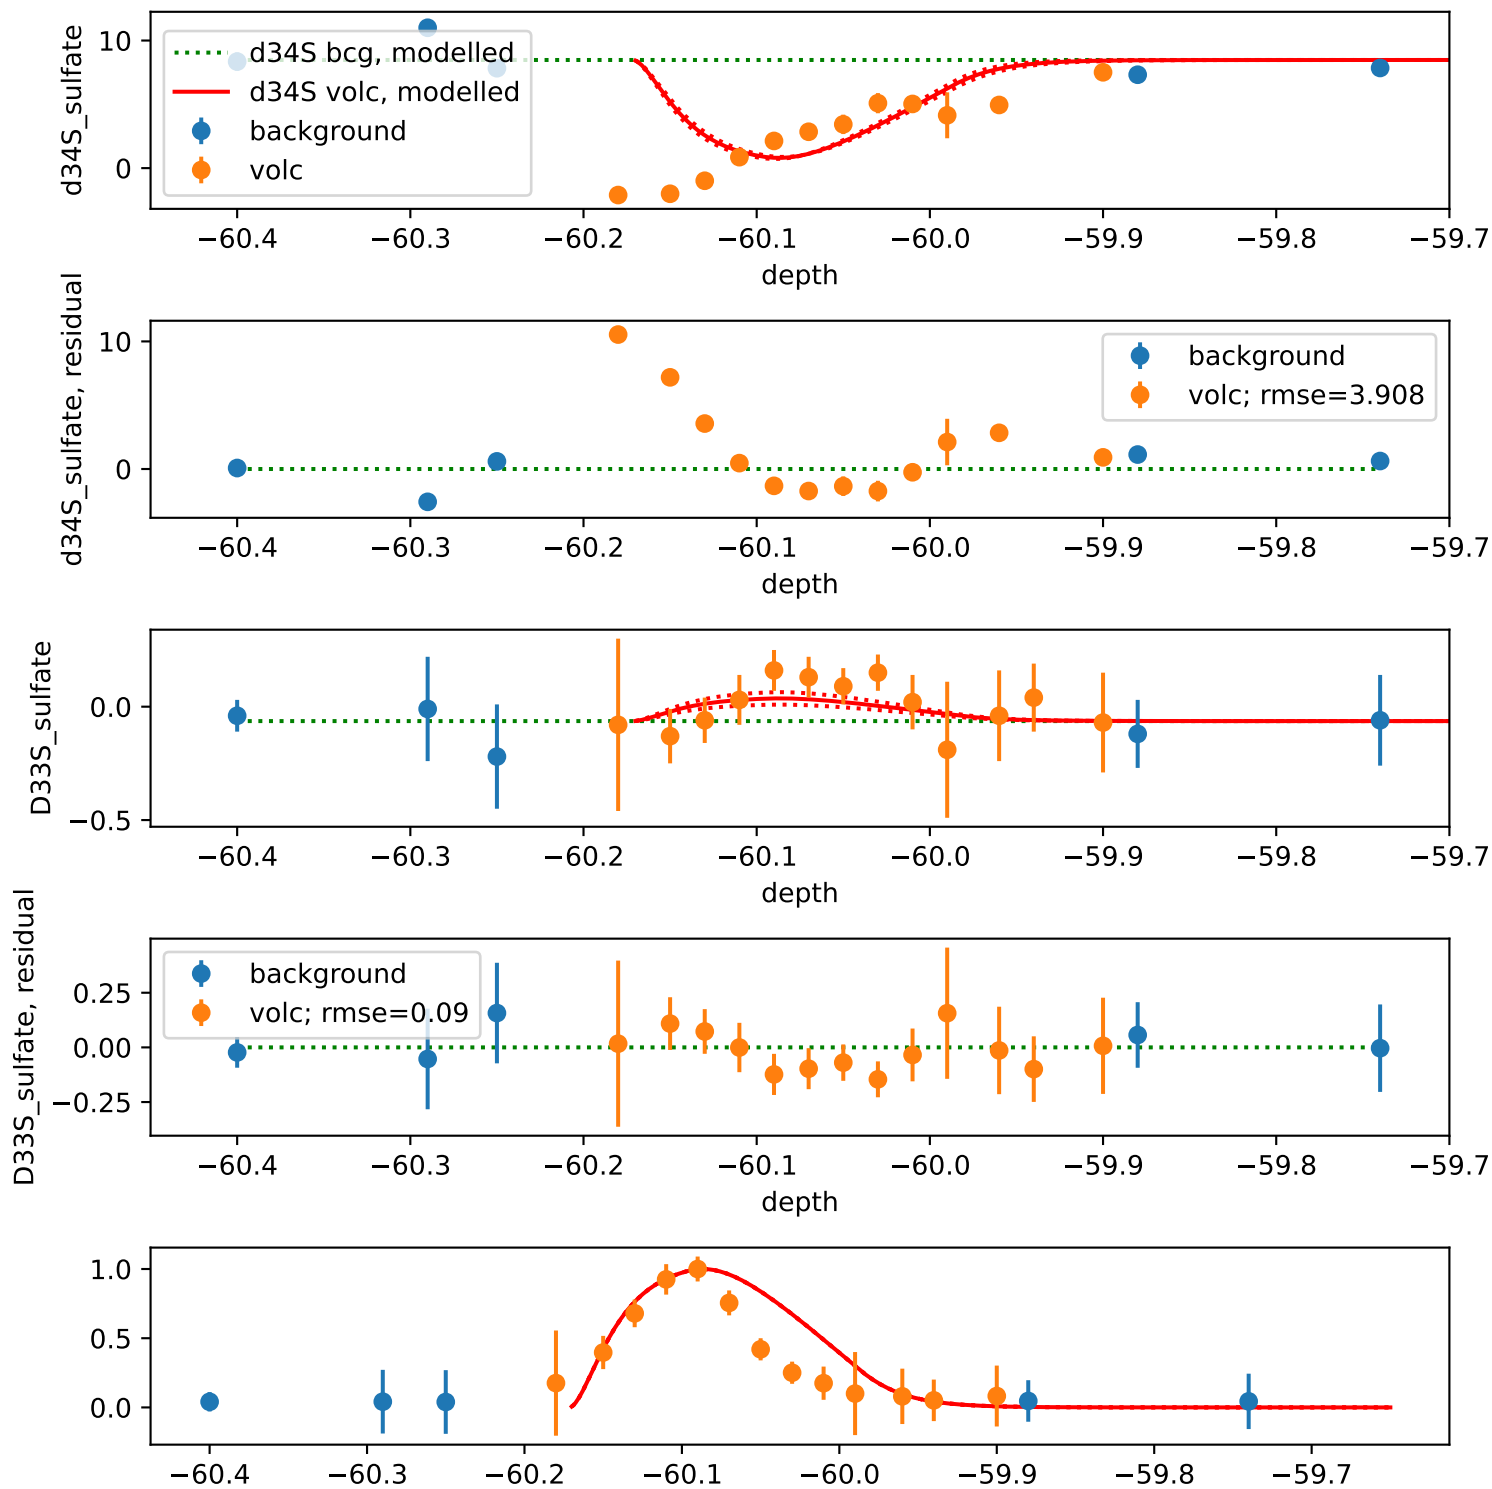 d34S_sulfate
10
0
d34S bcg, modelled
d34S volc, modelled
background
volc
−60.4 −60.3 −60.2 −60.1 −60.0 −59.9 −59.8 −59.7
depth
d34S_sulfate, residual
10
0
background
volc; rmse=3.908
−60.4 −60.3 −60.2 −60.1 −60.0 −59.9 −59.8 −59.7
depth
D33S_sulfate
0.0
−0.5
−60.4 −60.3 −60.2 −60.1 −60.0 −59.9 −59.8 −59.7
depth
D33S_sulfate, residual
0.25
0.00
−0.25
background
volc; rmse=0.09
−60.4 −60.3 −60.2 −60.1 −60.0 −59.9 −59.8 −59.7
depth
1.0
0.5
0.0
−60.4 −60.3 −60.2 −60.1 −60.0 −59.9 −59.8 −59.7